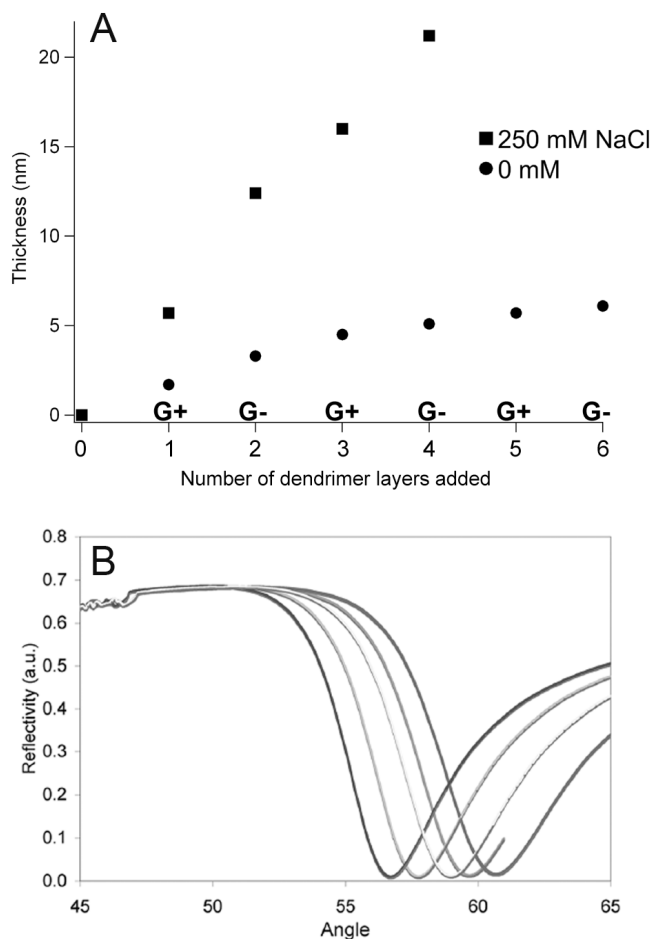 A
20
15
10
5
0
Thickness (nm)
250 mM NaCl
0 mM
G+ G- G+ G- G+ G-
0 1 2 3 4 5 6
Number of dendrimer layers added
B
0.8
0.7
0.6
0.5
0.4
0.3
0.2
0.1
0.0
Reflectivity (a.u.)
45 50 55 60 65
Angle